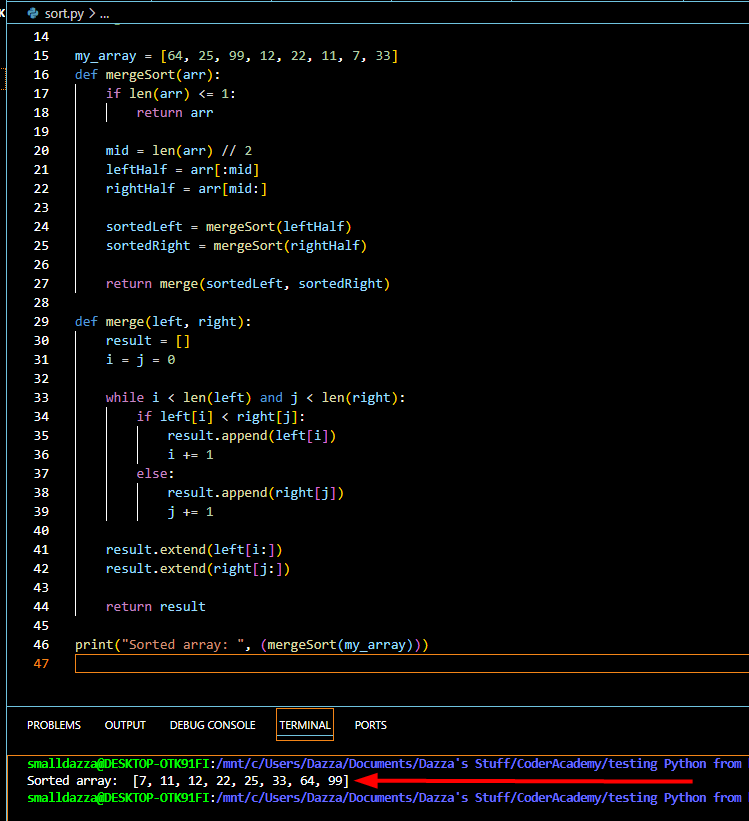 sort.py > ...
14
15 my_array = [64, 25, 99, 12, 22, 11, 7, 33]
16 def mergeSort(arr):
17     if len(arr) <= 1:
18         return arr
19
20     mid = len(arr) // 2
21     leftHalf = arr[:mid]
22     rightHalf = arr[mid:]
23
24     sortedLeft = mergeSort(leftHalf)
25     sortedRight = mergeSort(rightHalf)
26
27     return merge(sortedLeft, sortedRight)
28
29 def merge(left, right):
30     result = []
31     i = j = 0
32
33     while i < len(left) and j < len(right):
34         if left[i] < right[j]:
35             result.append(left[i])
36             i += 1
37         else:
38             result.append(right[j])
39             j += 1
40
41     result.extend(left[i:])
42     result.extend(right[j:])
43
44     return result
45
46 print("Sorted array: ", (mergeSort(my_array)))
47
PROBLEMS OUTPUT DEBUG CONSOLE TERMINAL PORTS
smalldazza@DESKTOP-OTK91FI:/mnt/c/Users/Dazza/Documents/Dazza's Stuff/CoderAcademy/testing Python from
Sorted array:  [7, 11, 12, 22, 25, 33, 64, 99]
smalldazza@DESKTOP-OTK91FI:/mnt/c/Users/Dazza/Documents/Dazza's Stuff/CoderAcademy/testing Python from